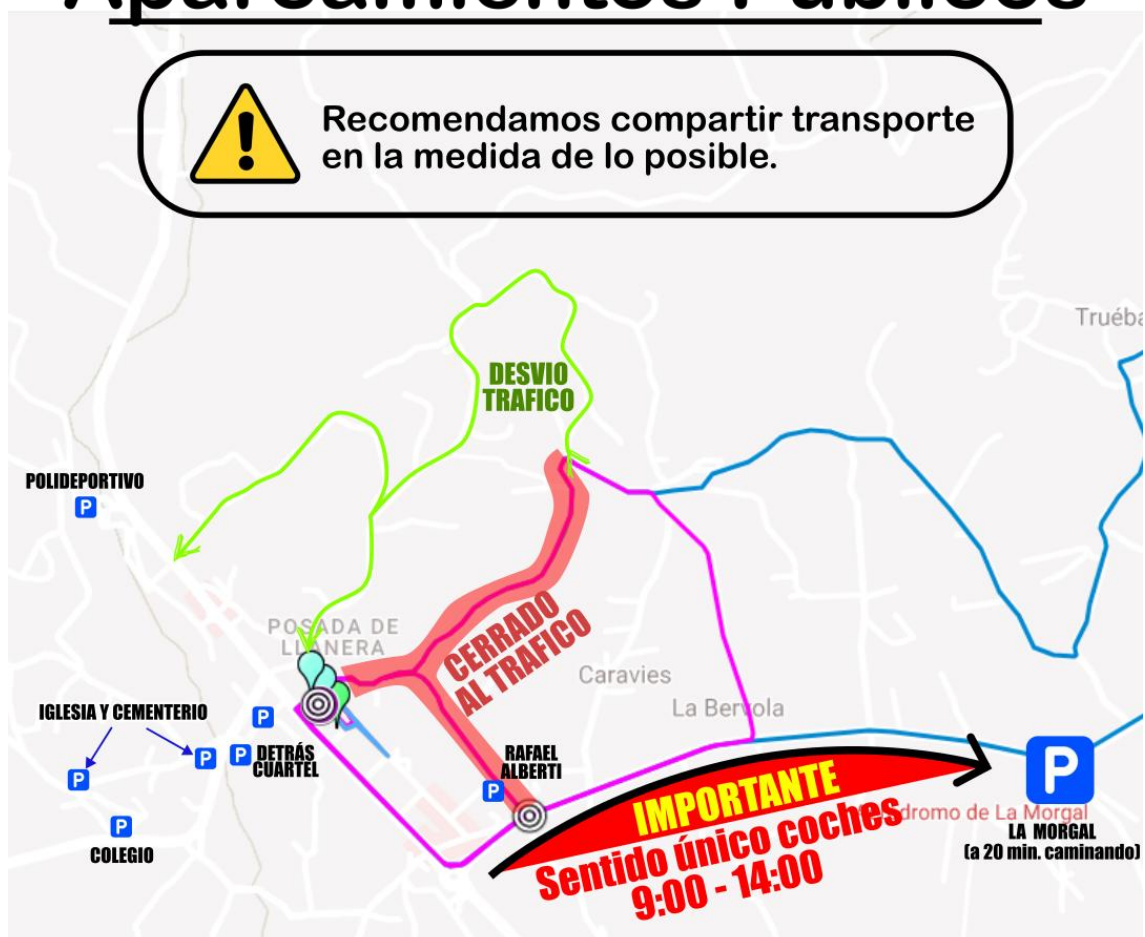 Aparcamientos Públicos
Recomendamos compartir transporte
en la medida de lo posible.
Truéba
DESVIO
TRAFICO
POLIDEPORTIVO
P
POSADA DE
LLANERA
CERRADO
AL TRAFICO
Caravies
La Bervola
IGLESIA Y CEMENTERIO
P
P
P
P
DETRÁS
CUARTEL
RAFAEL
ALBERTI
P
P
COLEGIO
IMPORTANTE
Sentido único coches
9:00 - 14:00
P
dromo de La Morgal
LA MORGAL
(a 20 min. caminando)